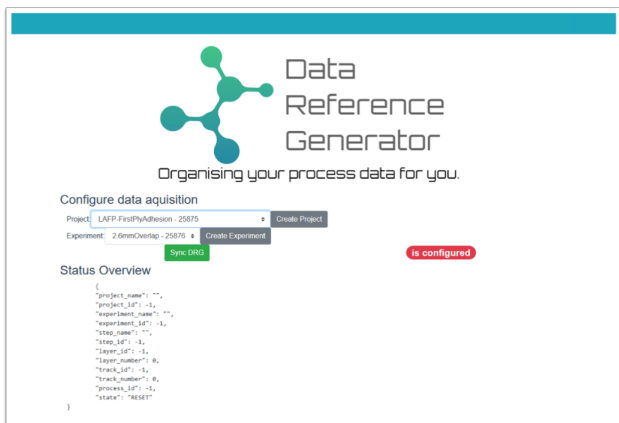 Data
Reference
Generator
Organising your process data for you.
Configure data aquisition
Project LAFP-FirstPlyAdhesion - 25875 Create Project
Experiment 2.6mmOverlap - 25876 Create Experiment
Sync DRG is configured
Status Overview
{
"project_name": "",
"project_id": -1,
"experiment_name": "",
"experiment_id": -1,
"step_name": "",
"step_id": -1,
"layer_id": -1,
"layer_number": 0,
"track_id": -1,
"track_number": 0,
"process_id": -1,
"state": "RESET"
}